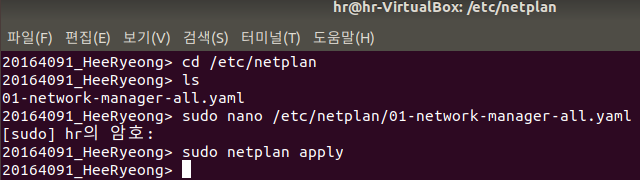 hr@hr-VirtualBox: /etc/netplan
파일(F) 편집(E) 보기(V) 검색(S) 터미널(T) 도움말(H)
20164091_HeeRyeong> cd /etc/netplan
20164091_HeeRyeong> ls
01-network-manager-all.yaml
20164091_HeeRyeong> sudo nano /etc/netplan/01-network-manager-all.yaml
[sudo] hr의 암호:
20164091_HeeRyeong> sudo netplan apply
20164091_HeeRyeong>